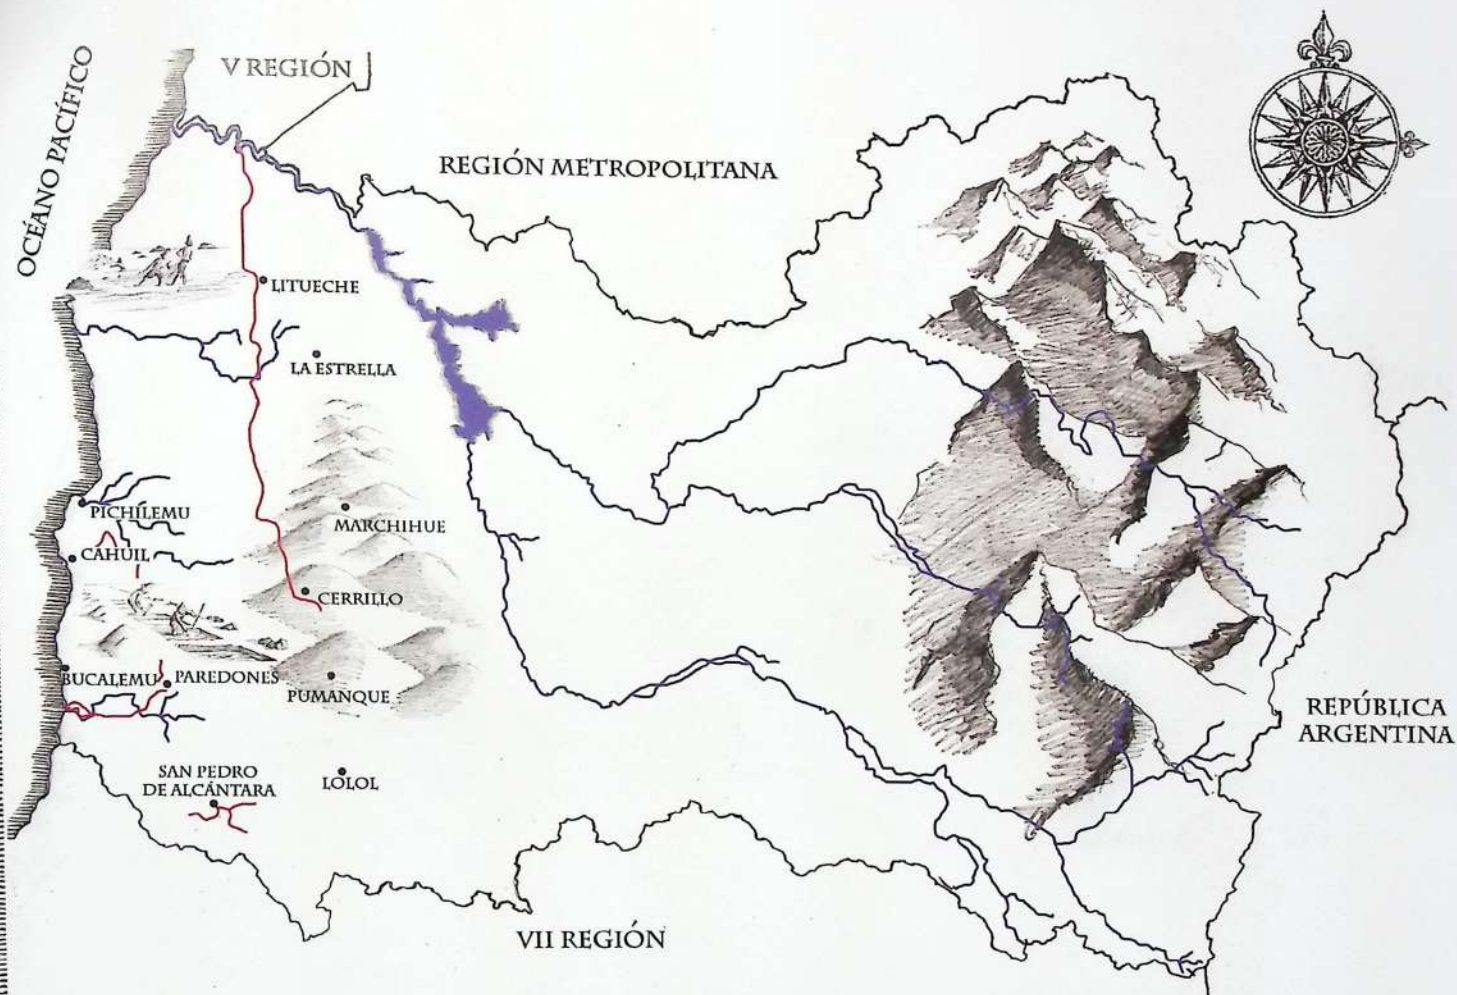 V REGIÓN
OCÉANO PACÍFICO
REGIÓN METROPOLITANA
LITUECHE
LA ESTRELLA
PICHILEMU
MARCHIHUE
CAHUIL
CERRILLO
BUCALEMU
PAREDONES
PUMANQUE
REPÚBLICA
ARGENTINA
SAN PEDRO
DE ALCÁNTARA
LOLOL
VII REGIÓN